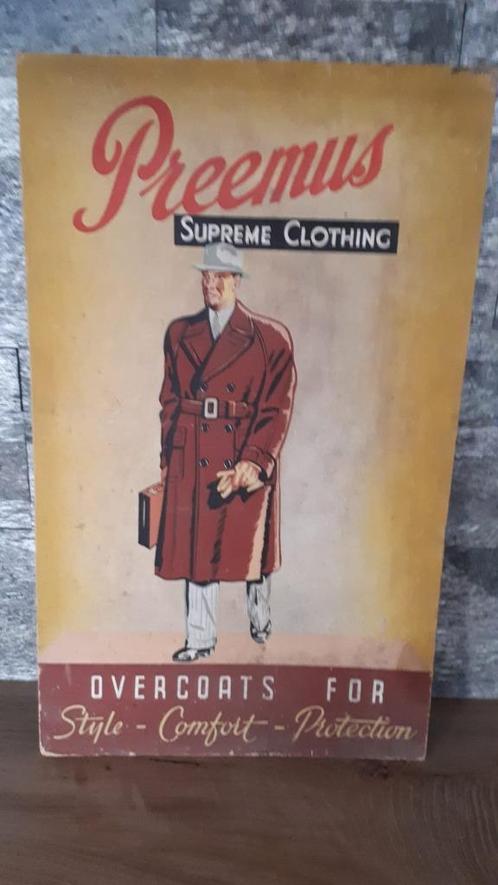 Preemus
SUPREME CLOTHING
OVERCOATS FOR
Style - Comfort - Protection